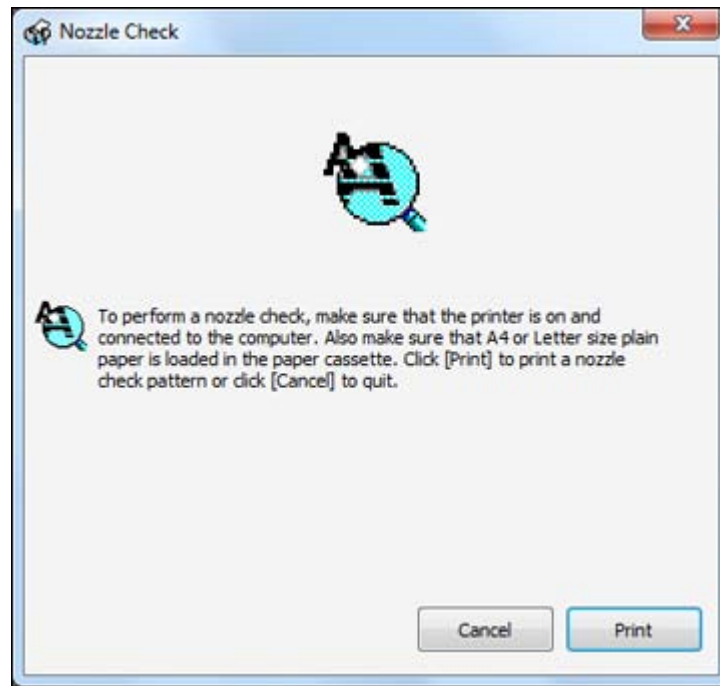 Nozzle Check
To perform a nozzle check, make sure that the printer is on and
connected to the computer. Also make sure that A4 or Letter size plain
paper is loaded in the paper cassette. Click [Print] to print a nozzle
check pattern or click [Cancel] to quit.
Cancel Print